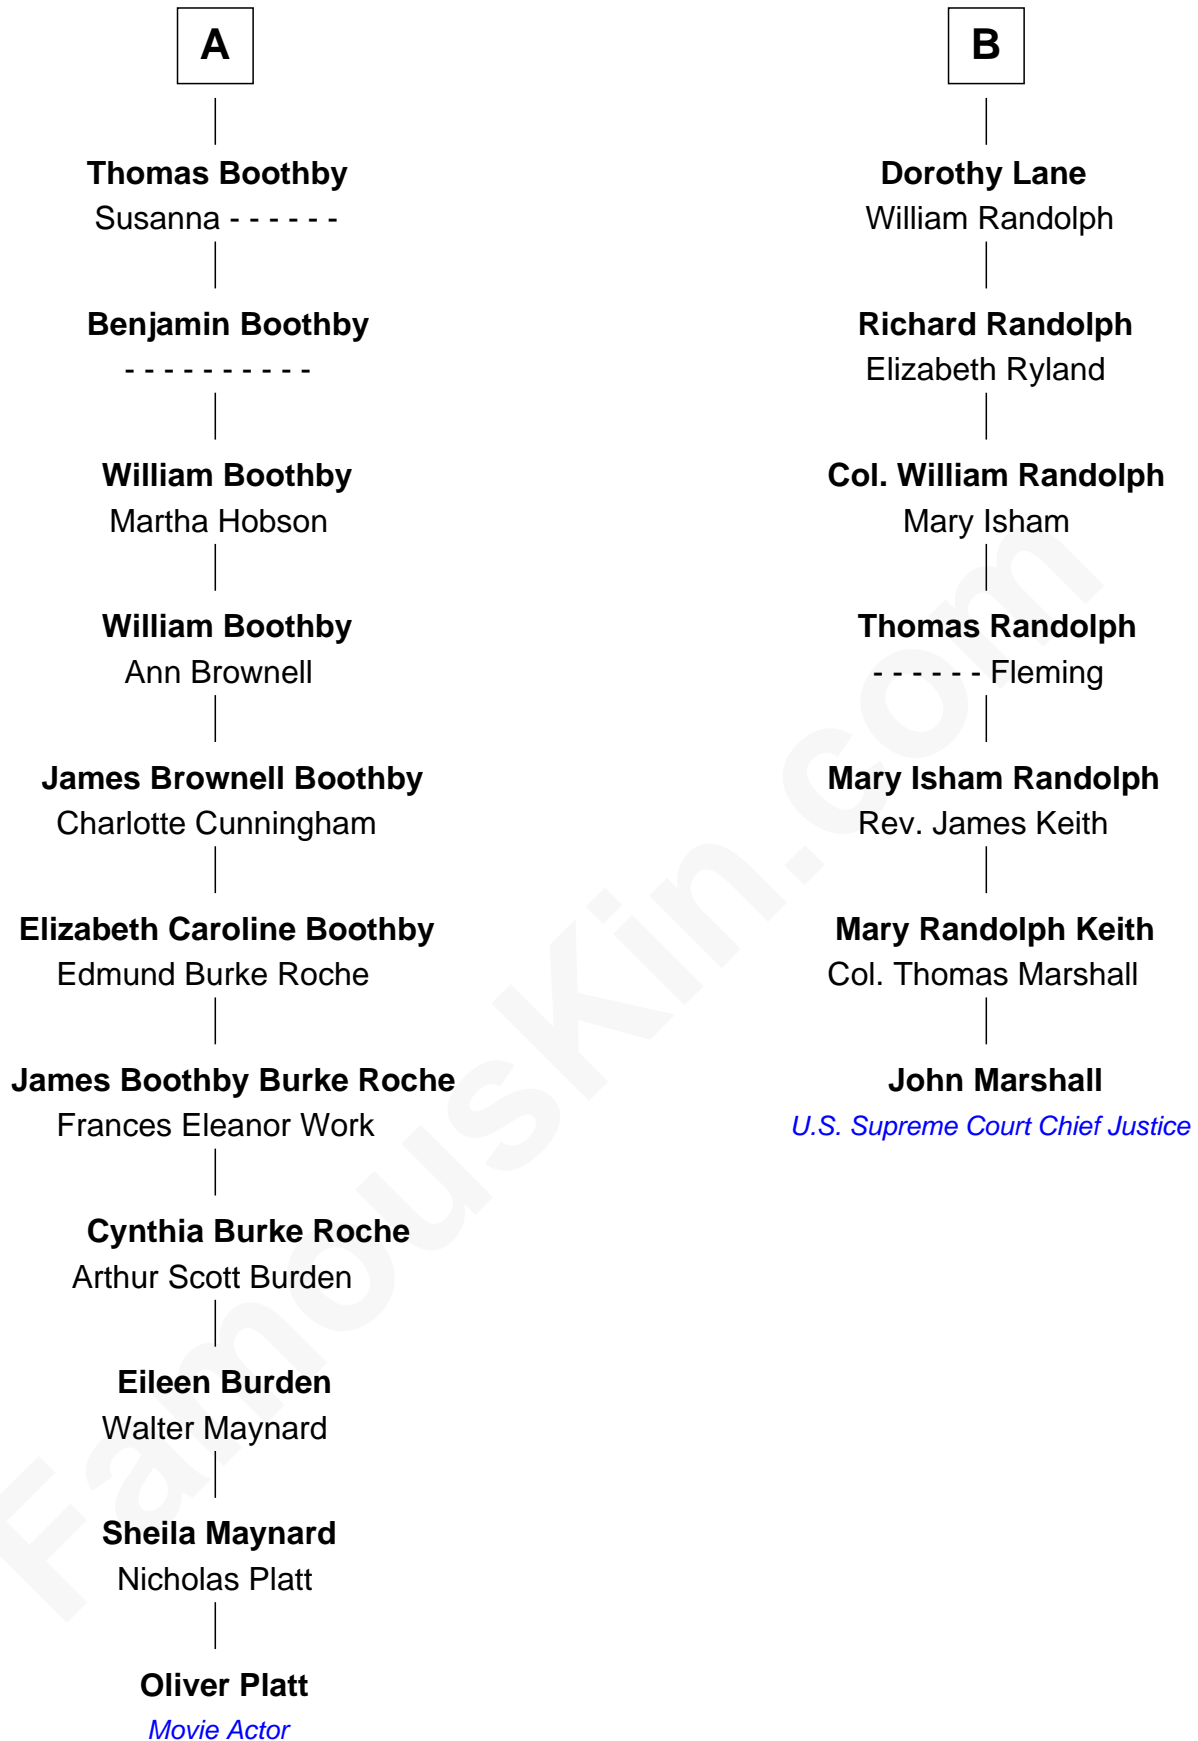 A
Thomas Boothby
Susanna - - - - - -
Benjamin Boothby
- - - - - - - - - -
William Boothby
Martha Hobson
William Boothby
Ann Brownell
James Brownell Boothby
Charlotte Cunningham
Elizabeth Caroline Boothby
Edmund Burke Roche
James Boothby Burke Roche
Frances Eleanor Work
Cynthia Burke Roche
Arthur Scott Burden
Eileen Burden
Walter Maynard
Sheila Maynard
Nicholas Platt
Oliver Platt
Movie Actor
B
Dorothy Lane
William Randolph
Richard Randolph
Elizabeth Ryland
Col. William Randolph
Mary Isham
Thomas Randolph
- - - - - - Fleming
Mary Isham Randolph
Rev. James Keith
Mary Randolph Keith
Col. Thomas Marshall
John Marshall
U.S. Supreme Court Chief Justice
FamousKin.com